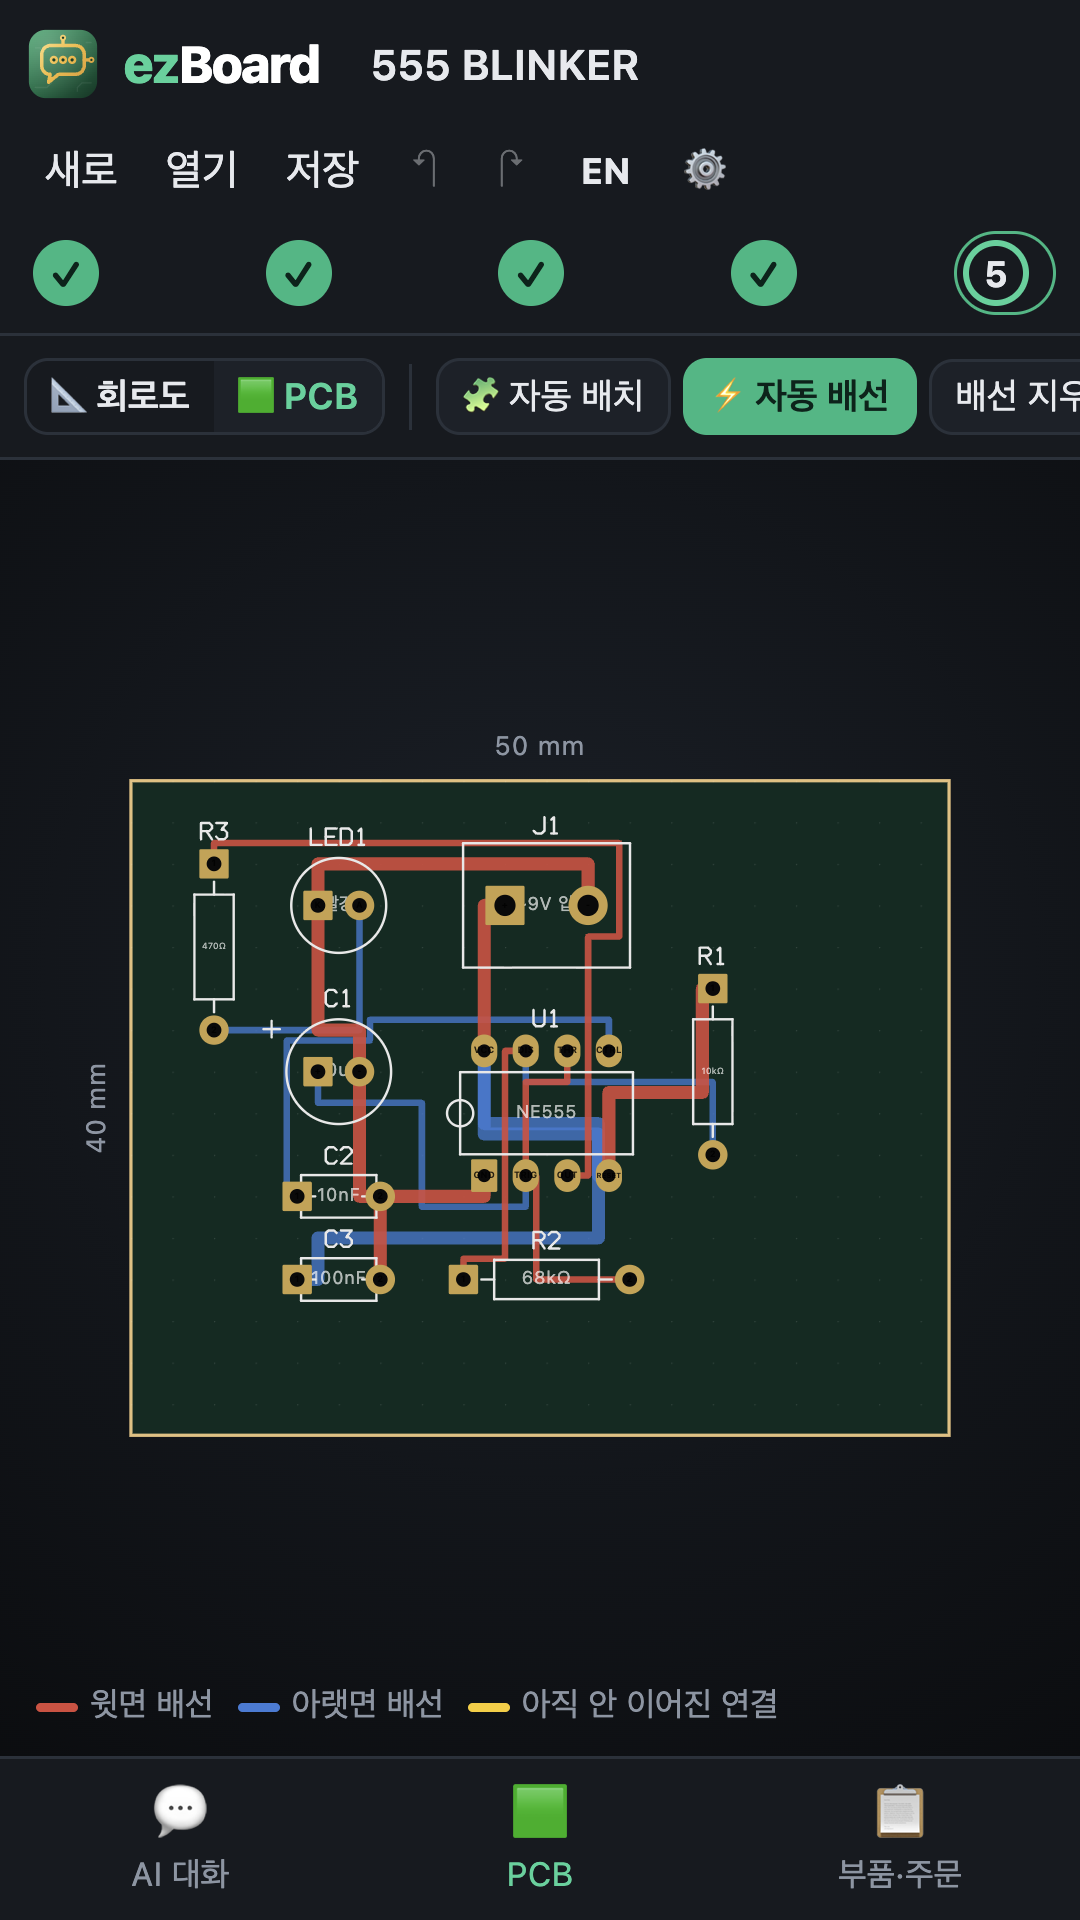 ezBoard 555 BLINKER
새로 열기 저장 EN
5
회로도 PCB 자동 배치 자동 배선 배선 지우
50 mm
40 mm
R3 LED1 J1
9V
470Ω
R1
C1
U1
10kΩ
NE555
C2
10nF
C3 R2
100nF 68kΩ
윗면 배선 아랫면 배선 아직 안 이어진 연결
AI 대화 PCB 부품·주문